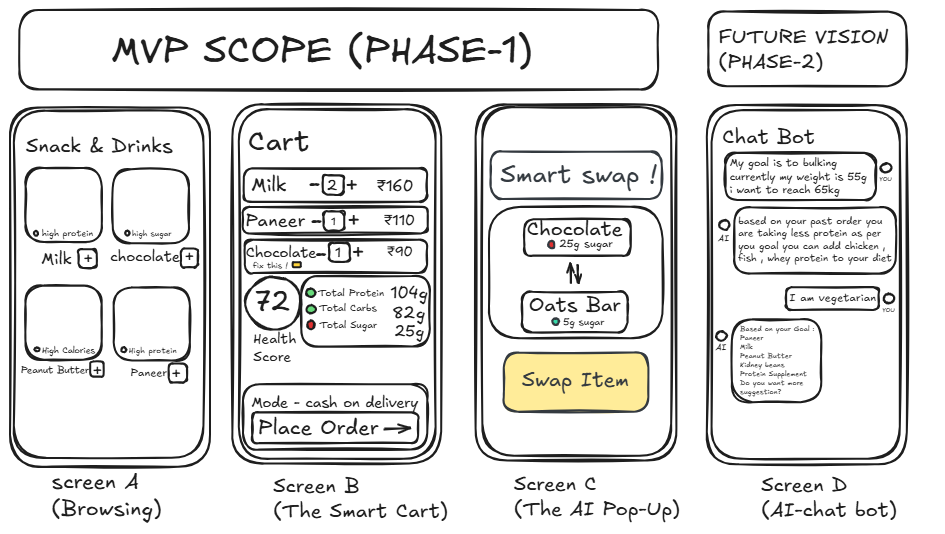 MVP SCOPE (PHASE-1)
FUTURE VISION
(PHASE-2)
Snack & Drinks
high protein
high sugar
Milk +
chocolate +
High Calories
High protein
Peanut Butter +
Paneer +
screen A
(Browsing)
Cart
Milk - 2 + ₹160
Paneer - 1 + ₹110
Chocolate - 1 + ₹90
fix this !
72
Health
Score
Total Protein 104g
Total Carbs 82g
Total Sugar 25g
Mode - cash on delivery
Place Order →
Screen B
(The Smart Cart)
Smart swap !
Chocolate
25g sugar
Oats Bar
5g sugar
Swap Item
Screen C
(The AI Pop-Up)
Chat Bot
My goal is to bulking
currently my weight is 55g
i want to reach 65kg
YOU
AI
based on your past order you
are taking less protein as per
you goal you can add chicken ,
fish , whey protein to your diet
I am vegetarian
YOU
AI
Based on your Goal :
Paneer
Milk
Peanut Butter
Kidney beans
Protein Supplement
Do you want more
suggestion?
Screen D
(AI-chat bot)